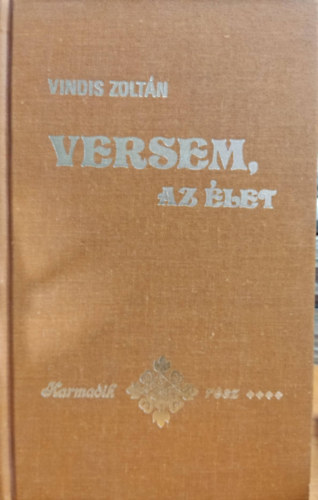 VINDIS ZOLTÁN
VERSEM,
AZ ÉLET
Harmadik rész